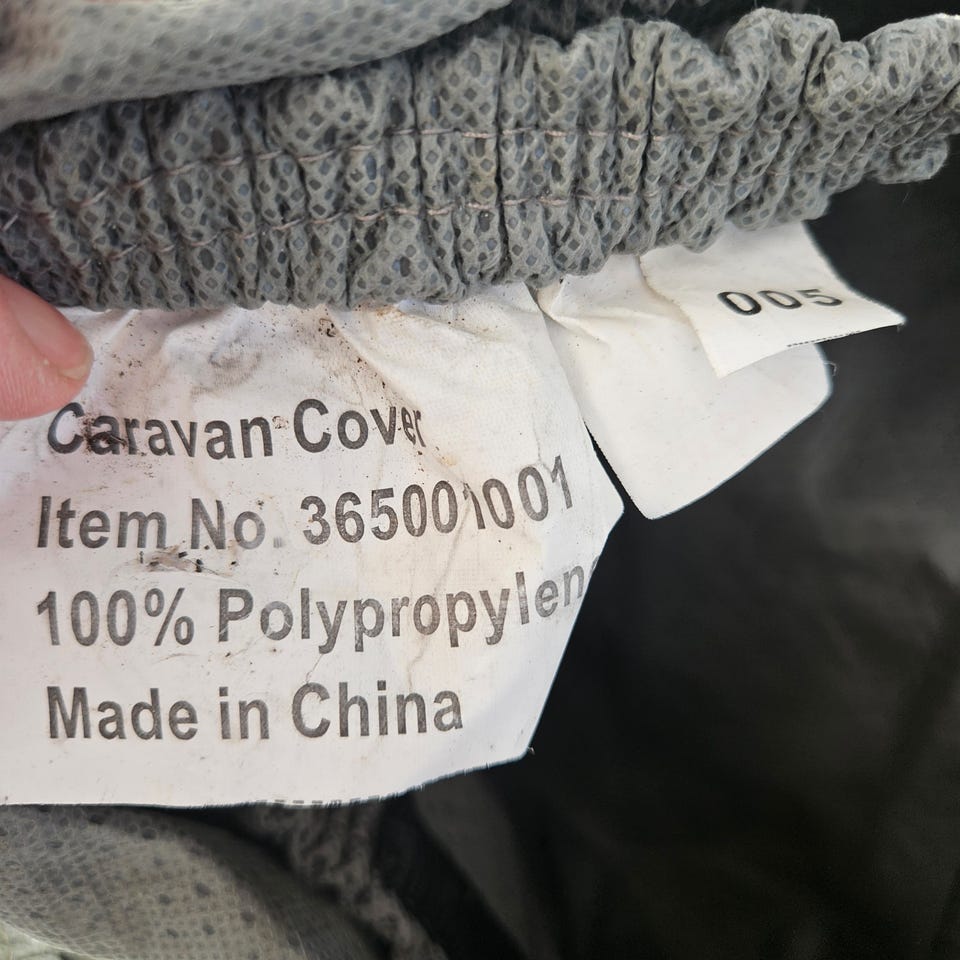 005
Caravan Cover
Item No. 365001001
100% Polypropylen
Made in China